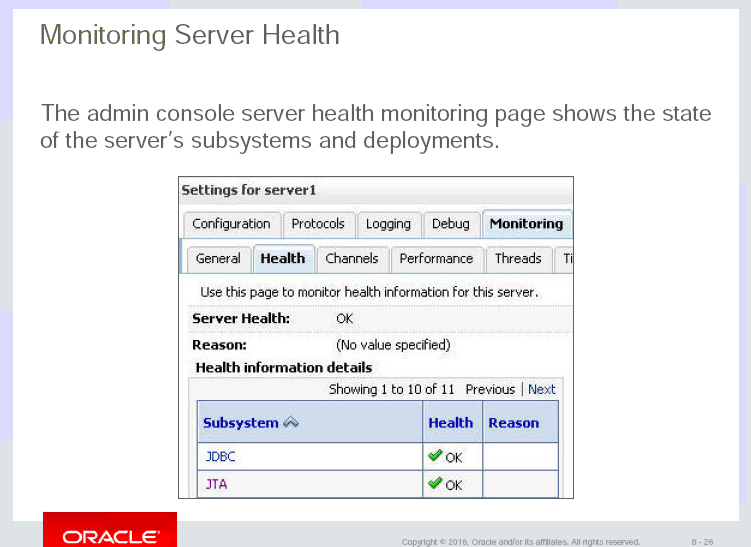 Monitoring Server Health
The admin console server health monitoring page shows the state
of the server's subsystems and deployments.
Settings for server1
Configuration Protocols Logging Debug Monitoring
General Health Channels Performance Threads Ti
Use this page to monitor health information for this server.
Server Health: OK
Reason: (No value specified)
Health information details
Showing 1 to 10 of 11 Previous | Next
Subsystem Health Reason
JDBC OK
JTA OK
ORACLE
Copyright © 2016, Oracle and/or its affiliates. All rights reserved. 8 - 26